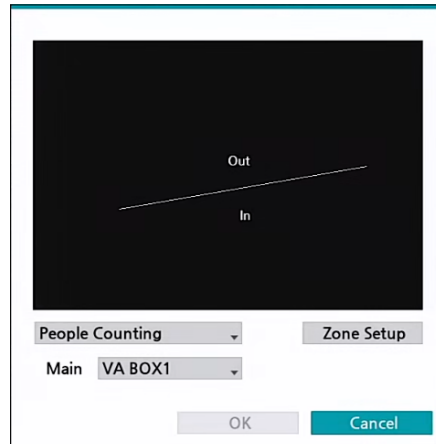 Out
In
People Counting
Zone Setup
Main VA BOX1
OK
Cancel